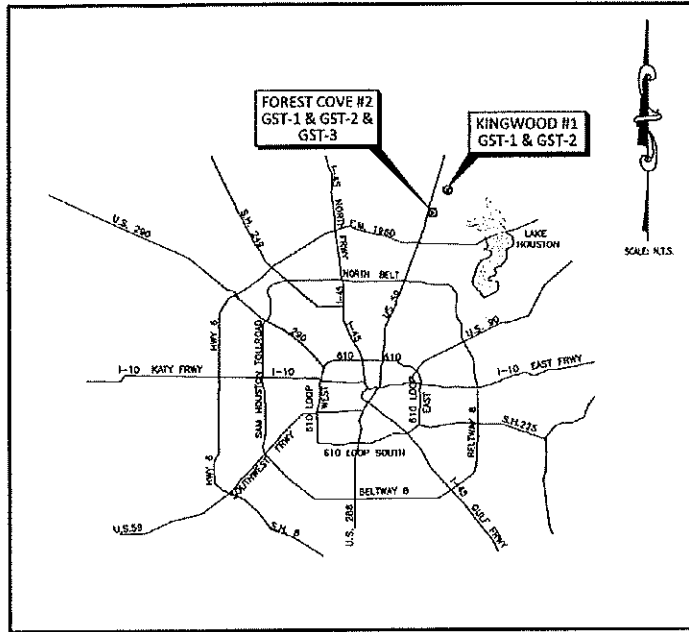 FOREST COVE #2
GST-1 & GST-2 &
GST-3
KINGWOOD #1
GST-1 & GST-2
SCALE: N.T.S.
U.S. 290
S.H. 249
I-45 NORTH FRWY
F.M. 1960
LAKE
HOUSTON
NORTH BELT
I-45
US. 59
HWY 6
SAM HOUSTON TOLLROAD
290
I-45
610
610
U.S. 90
I-10 KATY FRWY
I-10
610 LOOP
WEST
610 LOOP
EAST
I-10 EAST FRWY
S.H.225
BELTWAY 8
HWY 6
SOUTHWEST FRWY
610 LOOP SOUTH
BELTWAY 8
I-45
GULF FRWY
U.S.59
S.H. 6
U.S. 288